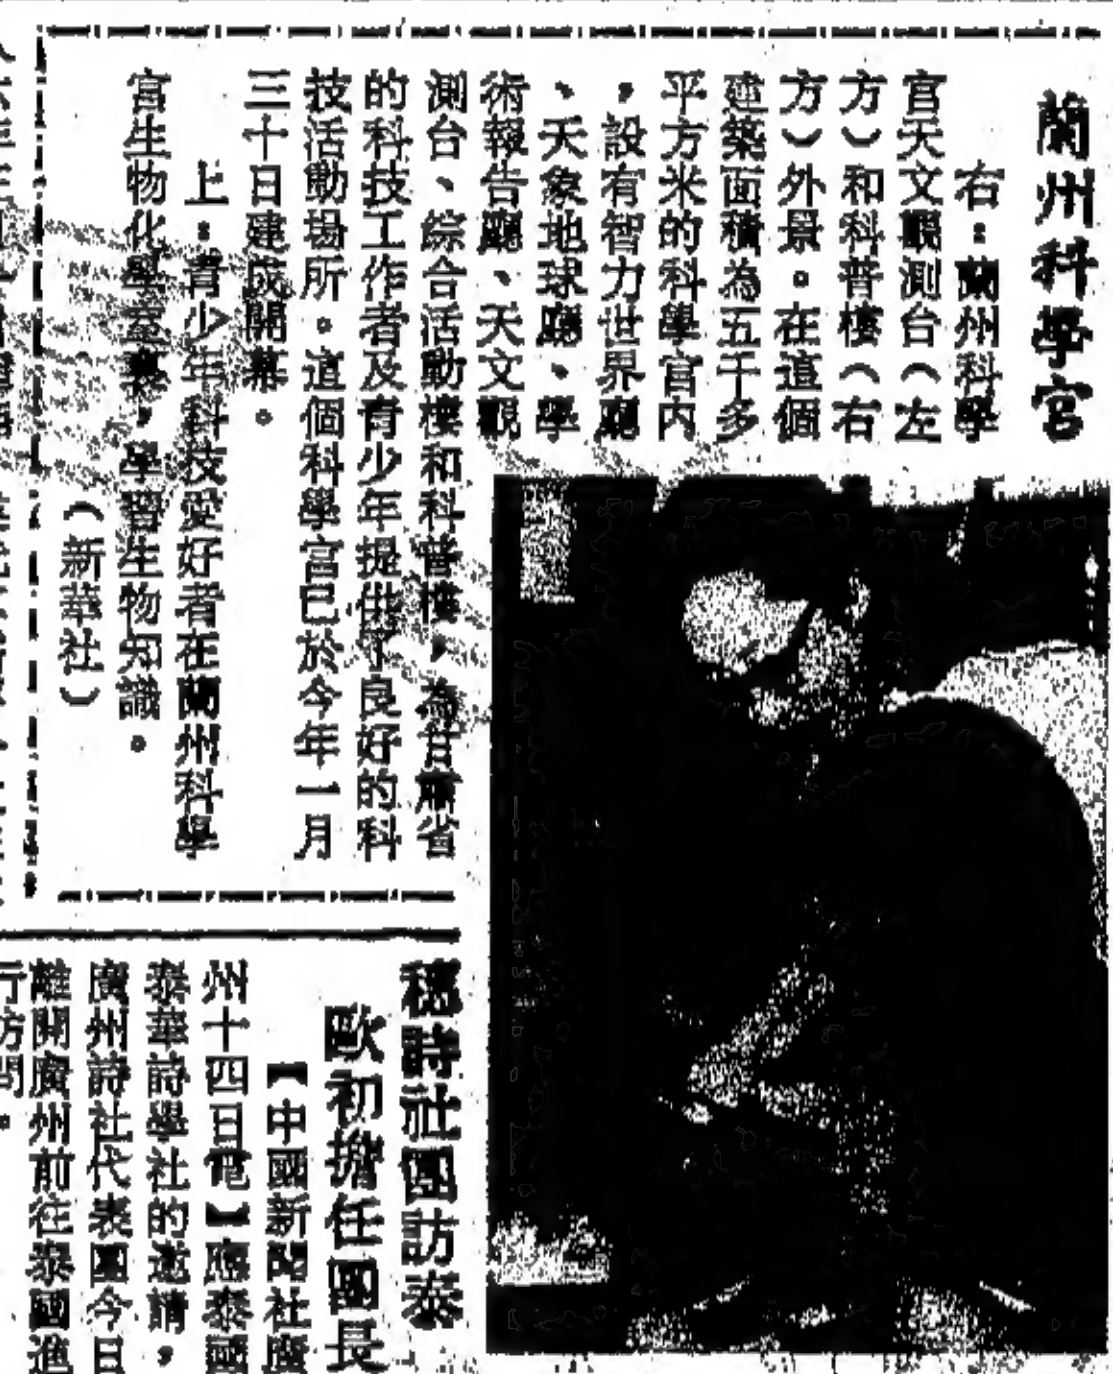 蘭州科學宮
右：蘭州科學
宮天文觀測台（左
方）和科普樓（右
方）外景。在這個
建築面積為五千多
平方米的科學宮內
，設有智力世界廳
、天象地球廳、學
術報告廳、天文觀
測台、綜合活動樓和科普樓，為甘肅省
的科技工作者及青少年提供了良好的科
技活動場所。這個科學宮已於今年一月
三十日建成開幕。
上：青少年科技愛好者在蘭州科學
宮生物化學室裏，學習生物知識。
（新華社）
穗詩社團訪泰
歐初擔任團長
【中國新聞社廣
州十四日電】應泰國
泰華詩學社的邀請，
廣州詩社代表團今日
離開廣州前往泰國進
行訪問。